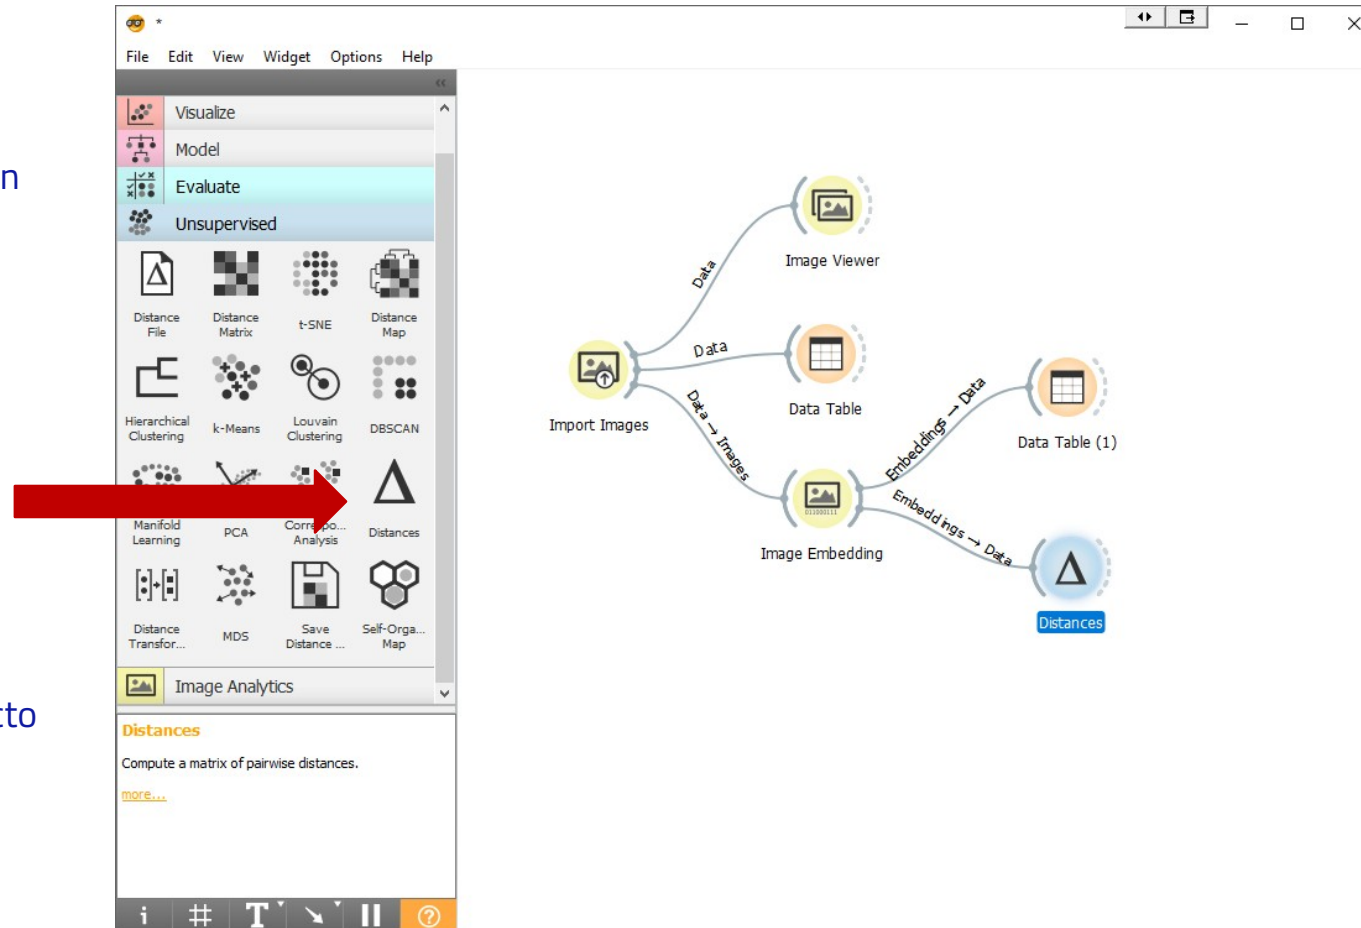 *
File Edit View Widget Options Help
Visualize
Model
Evaluate
Unsupervised
Distance
File
Distance
Matrix
t-SNE
Distance
Map
Hierarchical
Clustering
k-Means
Louvain
Clustering
DBSCAN
Manifold
Learning
PCA
Correspo...
Analysis
Distances
Distance
Transfor...
MDS
Save
Distance ...
Self-Orga...
Map
Image Analytics
Distances
Compute a matrix of pairwise distances.
more...
i # T ?
n
to
Data
Image Viewer
Data
Data Table
Import Images
Data → Images
Image Embedding
Embeddings → Data
Data Table (1)
Embeddings → Data
Distances